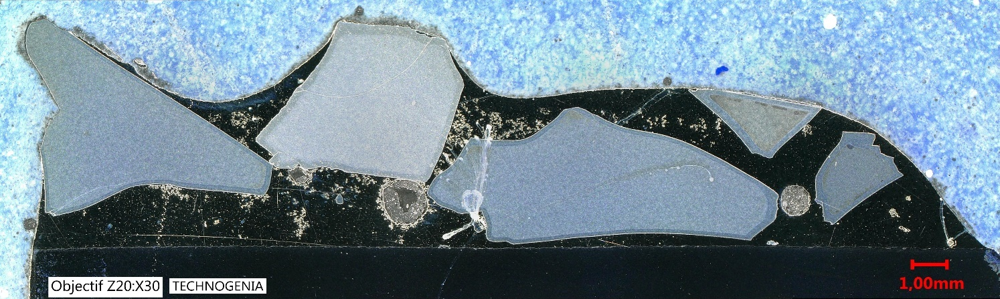 Objectif Z20:X30 TECHNOGENIA
1,00mm